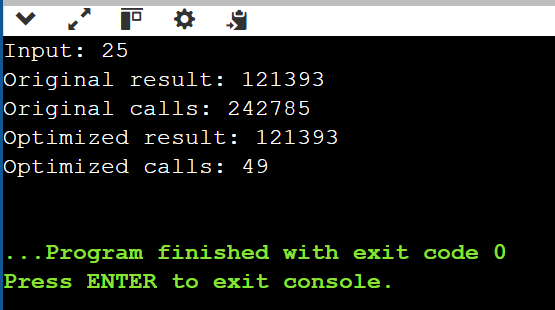 Input: 25
Original result: 121393
Original calls: 242785
Optimized result: 121393
Optimized calls: 49
...Program finished with exit code 0
Press ENTER to exit console.